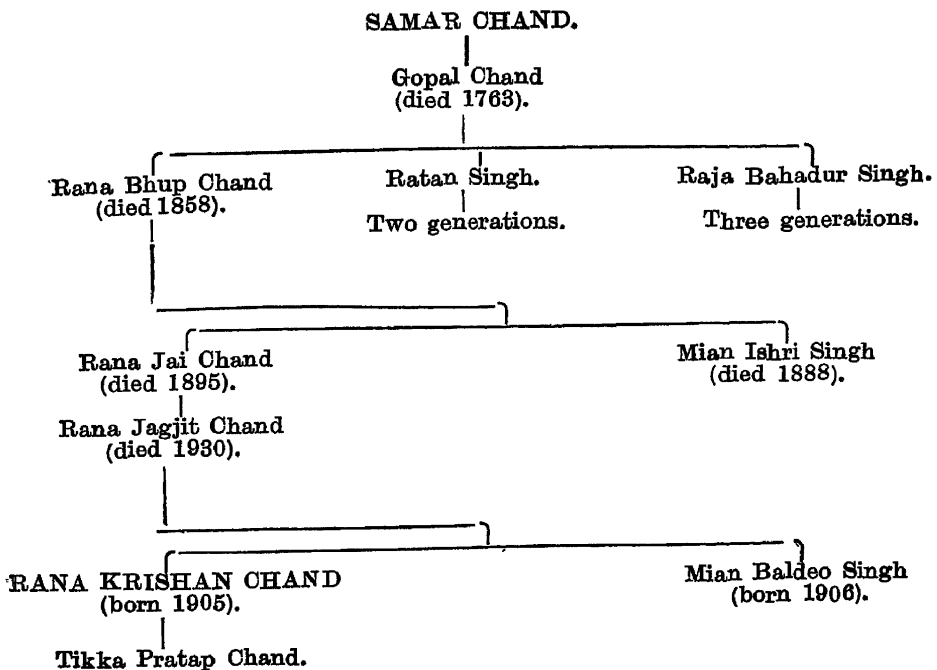 SAMAR CHAND.
Gopal Chand
(died 1763).
Rana Bhup Chand
(died 1858).
Ratan Singh.
Two generations.
Raja Bahadur Singh.
Three generations.
Rana Jai Chand
(died 1895).
Mian Ishri Singh
(died 1888).
Rana Jagjit Chand
(died 1930).
RANA KRISHAN CHAND
(born 1905).
Mian Baldeo Singh
(born 1906).
Tikka Pratap Chand.